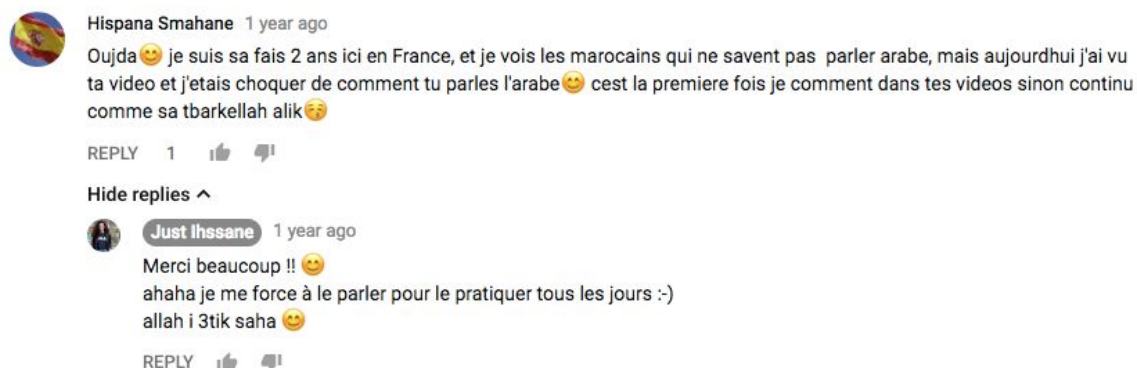 Hispana Smahane 1 year ago
Oujda😊 je suis sa fais 2 ans ici en France, et je vois les marocains qui ne savent pas parler arabe, mais aujourdhui j'ai vu
ta video et j'etais choquer de comment tu parles l'arabe😊 cest la premiere fois je comment dans tes videos sinon continu
comme sa tbarkellah alik😚
REPLY 1
Hide replies
Just Ihssane 1 year ago
Merci beaucoup !! 😊
ahaha je me force à le parler pour le pratiquer tous les jours :-)
allah i 3tik saha 😊
REPLY